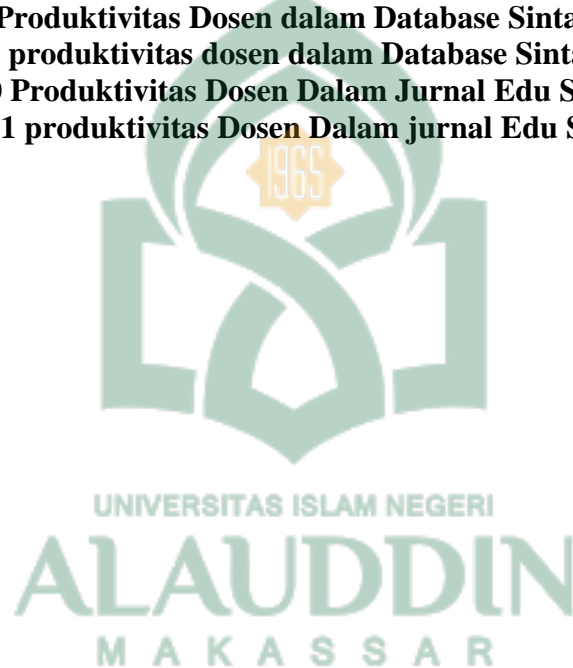 Produktivitas Dosen dalam Database Sinta
produktivitas dosen dalam Database Sinta
Produktivitas Dosen Dalam Jurnal Edu S
1 produktivitas Dosen Dalam jurnal Edu S
1965
UNIVERSITAS ISLAM NEGERI
ALAUDDIN
MAKASSAR